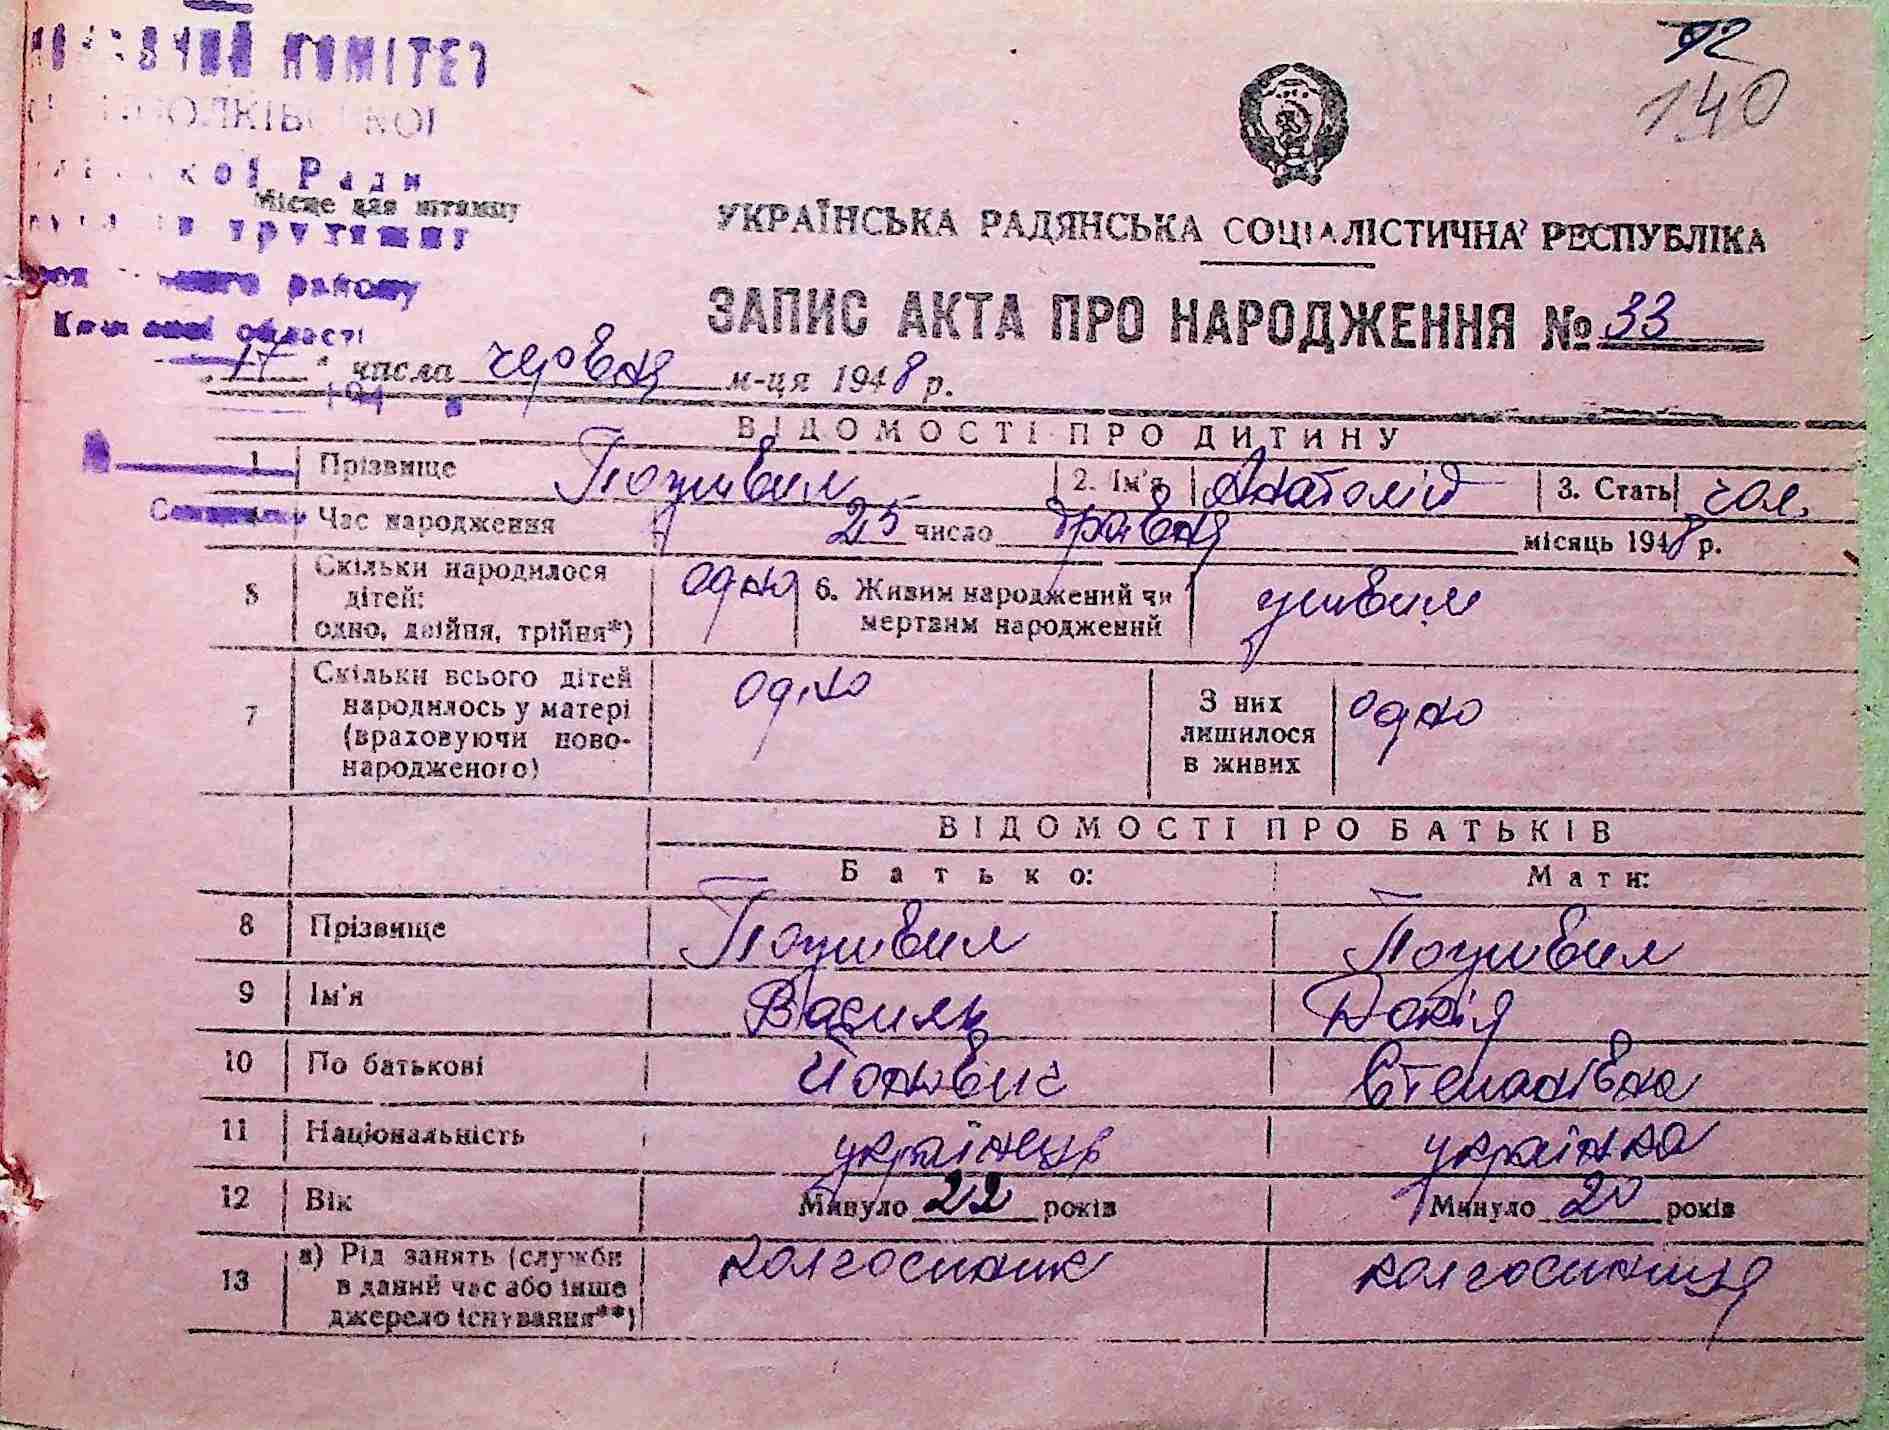 КОМІТЕТ
Ради
Місце для штампу
району
області
92
140
УКРАЇНСЬКА РАДЯНСЬКА СОЦІАЛІСТИЧНА РЕСПУБЛІКА
ЗАПИС АКТА ПРО НАРОДЖЕННЯ № 33
„17“ числа червня м-ця 1948 р.
194
ВІДОМОСТІ ПРО ДИТИНУ
1 Прізвище Поживил 2. Ім'я Анатолій 3. Стать чол.
Час народження 25 число травня місяць 1948 р.
5 Скільки народилося дітей: одно, двійня, трійня*) одно 6. Живим народжений чи мертвим народжений живим
7 Скільки всього дітей народилось у матері (враховуючи новонародженого) одно З них лишилося в живих одно
ВІДОМОСТІ ПРО БАТЬКІВ
Батько: Мати:
8 Прізвище Поживил Поживил
9 Ім'я Василь Докія
10 По батькові Йонович Степанівна
11 Національність українець українка
12 Вік Минуло 22 років Минуло 20 років
13 а) Рід занять (служби в даний час або інше джерело існування**) колгоспник колгоспниця